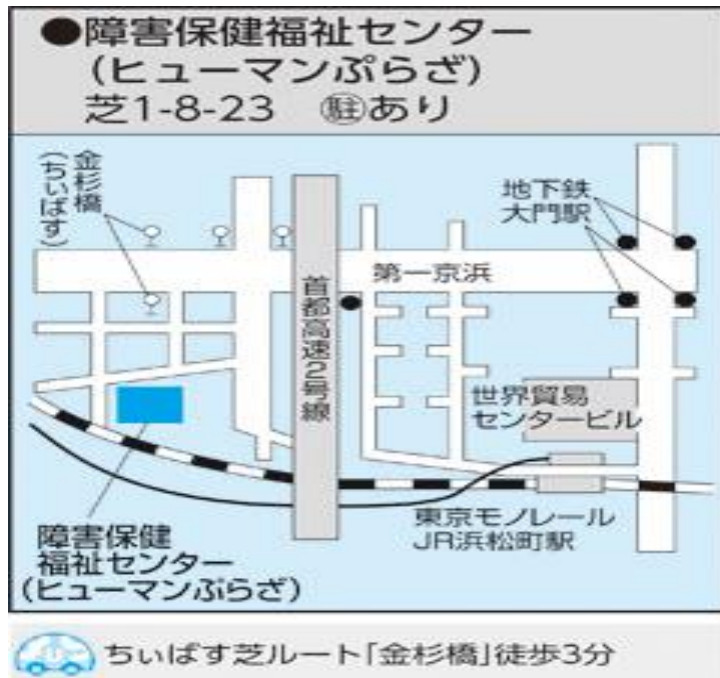 ●障害保健福祉センター
(ヒューマンぷらざ)
芝1-8-23 ㊟あり
金杉橋
(ちぃばす)
地下鉄
大門駅
第一京浜
首都高速2号線
世界貿易
センタービル
東京モノレール
JR浜松町駅
障害保健
福祉センター
(ヒューマンぷらざ)
ちぃばす芝ルート「金杉橋」徒歩3分